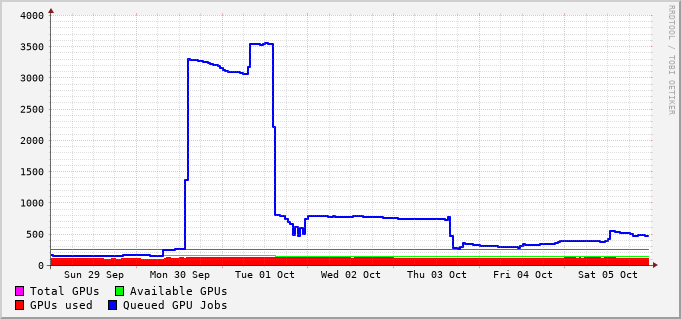 4000
3500
3000
2500
2000
1500
1000
500
0
Sun 29 Sep Mon 30 Sep Tue 01 Oct Wed 02 Oct Thu 03 Oct Fri 04 Oct Sat 05 Oct
Total GPUs Available GPUs
GPUs used Queued GPU Jobs
RRDTOOL / TOBI OETIKER